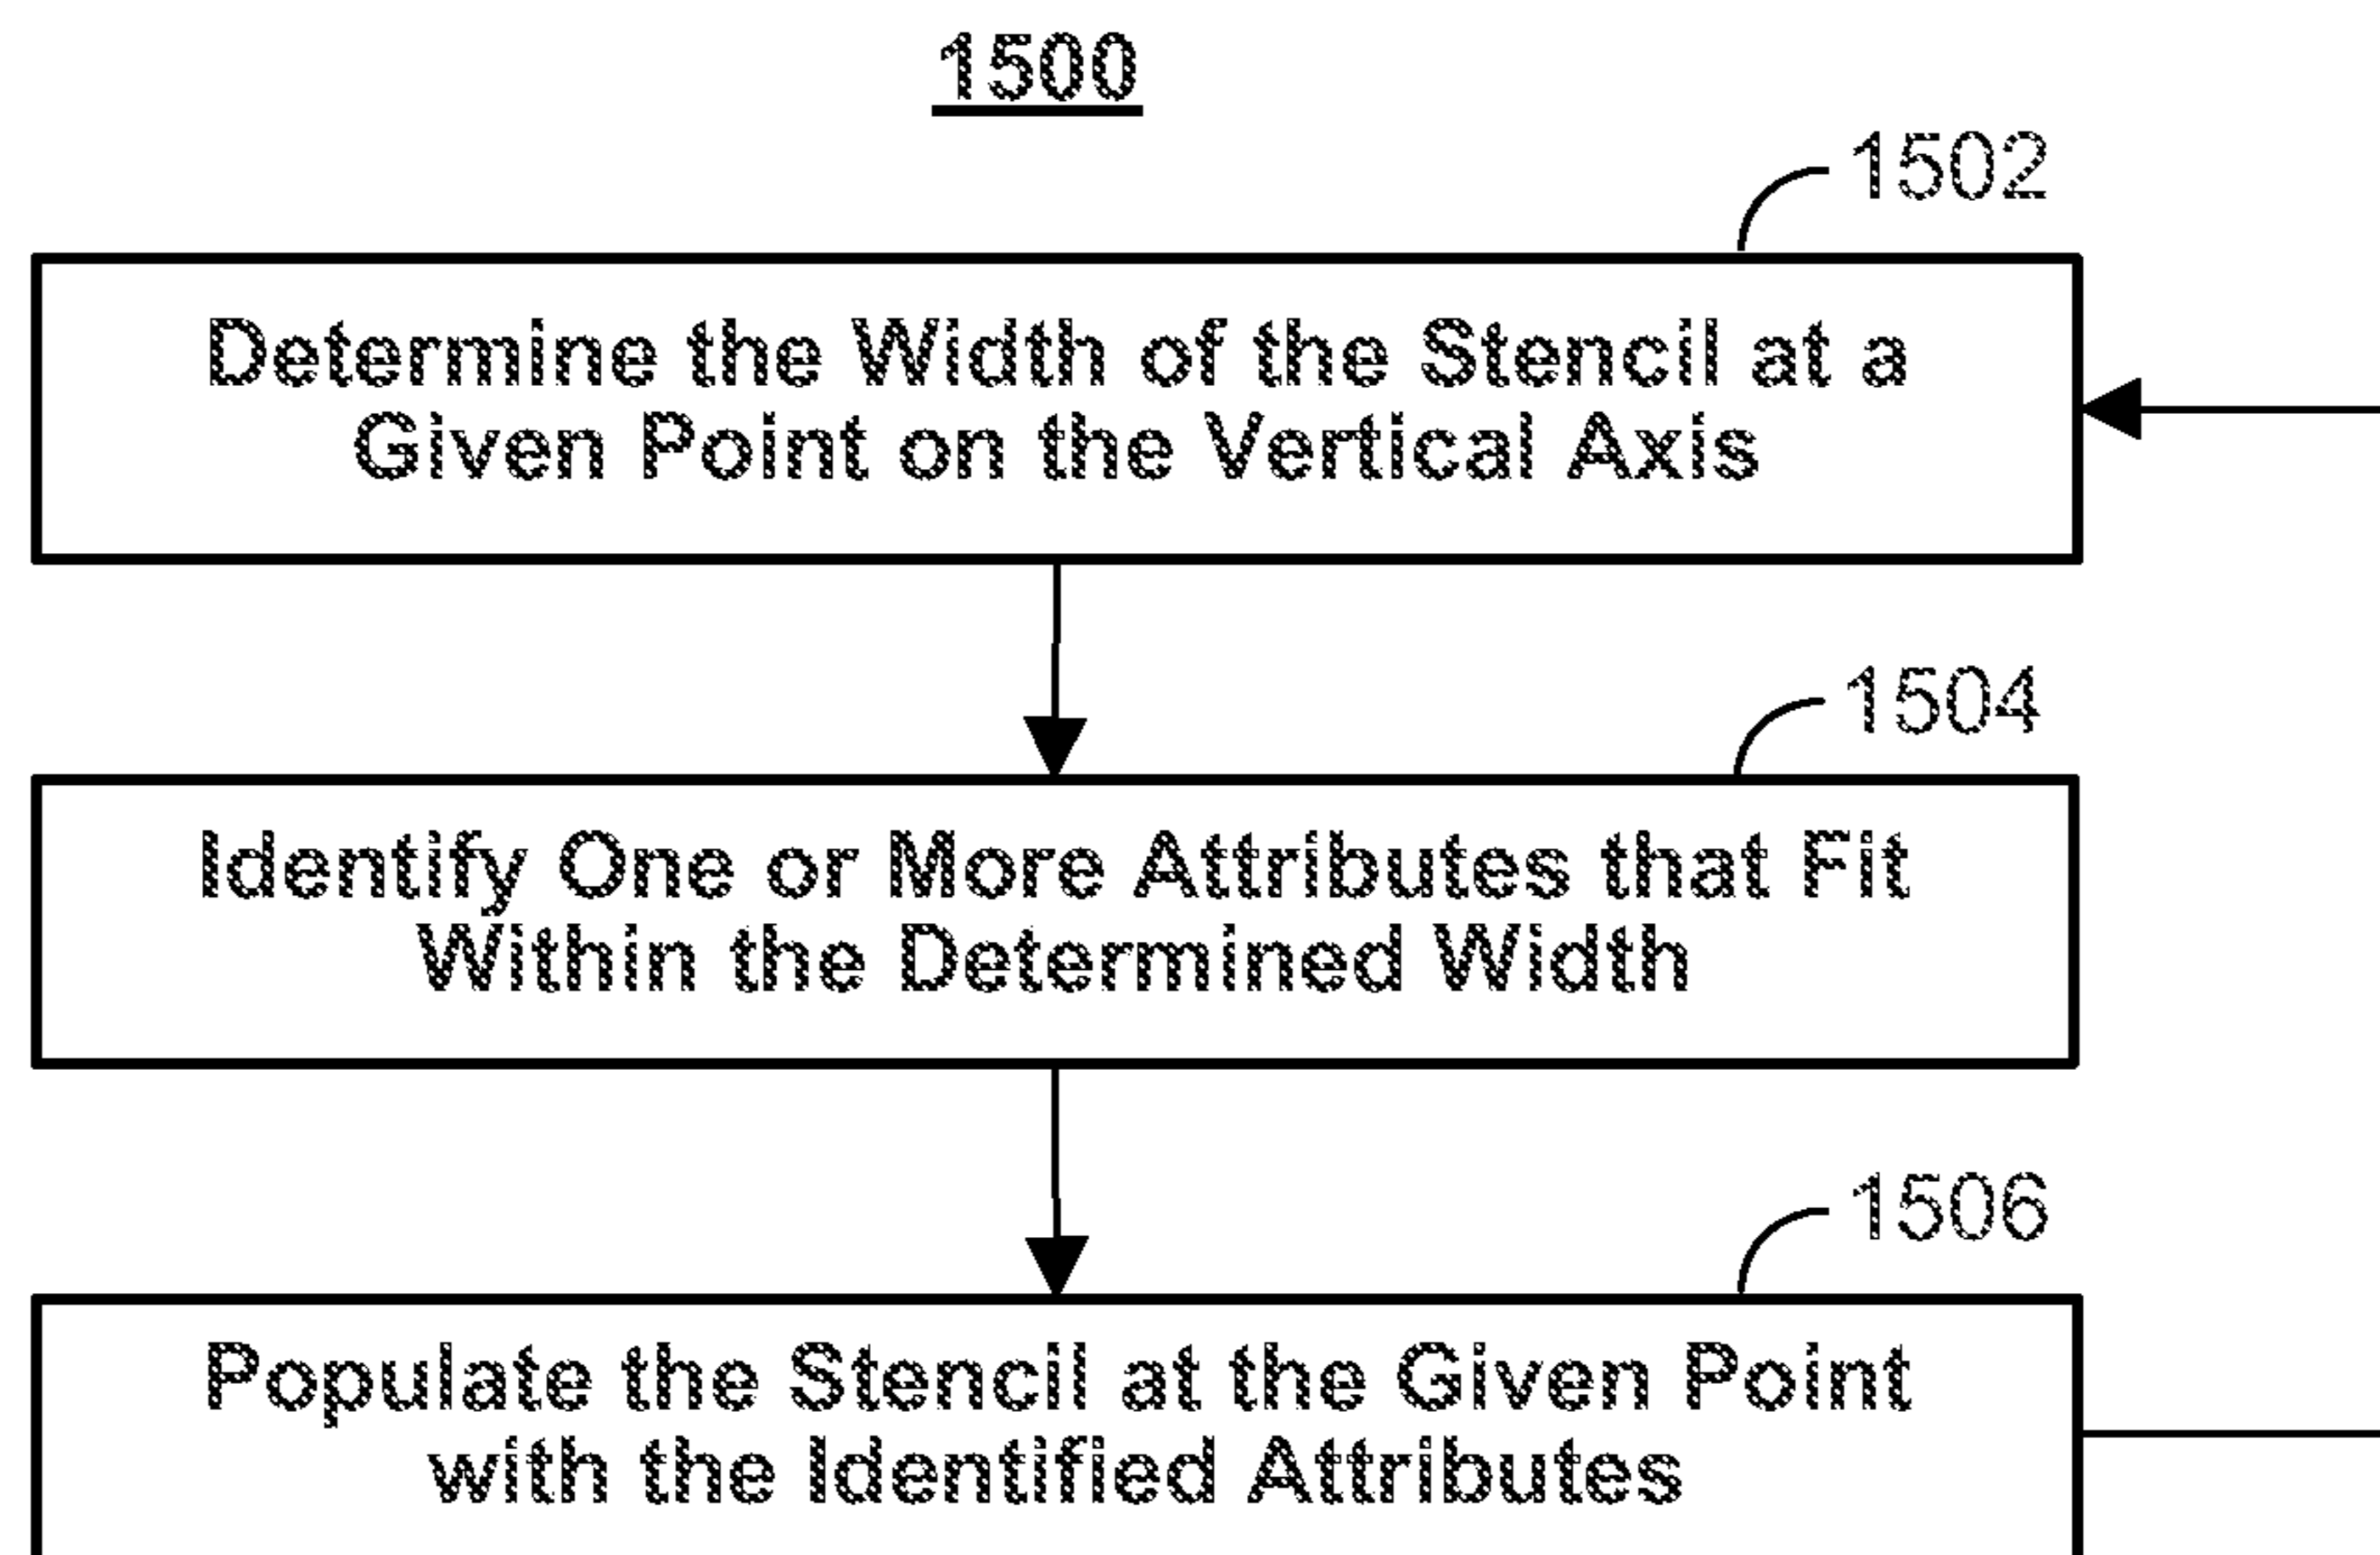 1500
1502
Determine the Width of the Stencil at a
Given Point on the Vertical Axis
1504
Identify One or More Attributes that Fit
Within the Determined Width
1506
Populate the Stencil at the Given Point
with the Identified Attributes